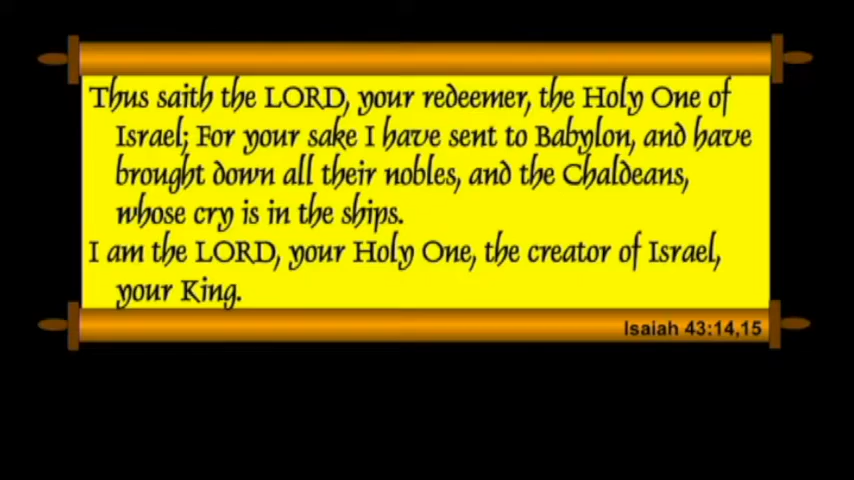 Thus saith the LORD, your redeemer, the Holy One of
Israel; For your sake I have sent to Babylon, and have
brought down all their nobles, and the Chaldeans,
whose cry is in the ships.
I am the LORD, your Holy One, the creator of Israel,
your King.
Isaiah 43:14,15